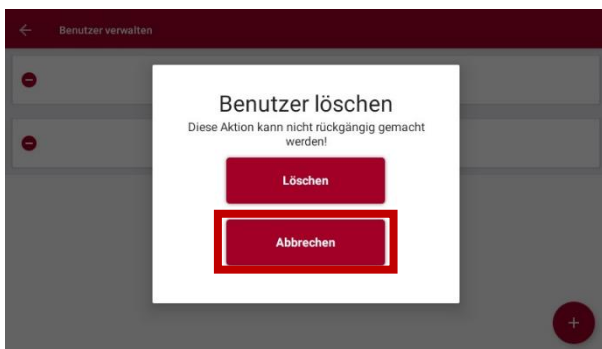 Benutzer verwalten
Benutzer löschen
Diese Aktion kann nicht rückgängig gemacht
werden!
Löschen
Abbrechen